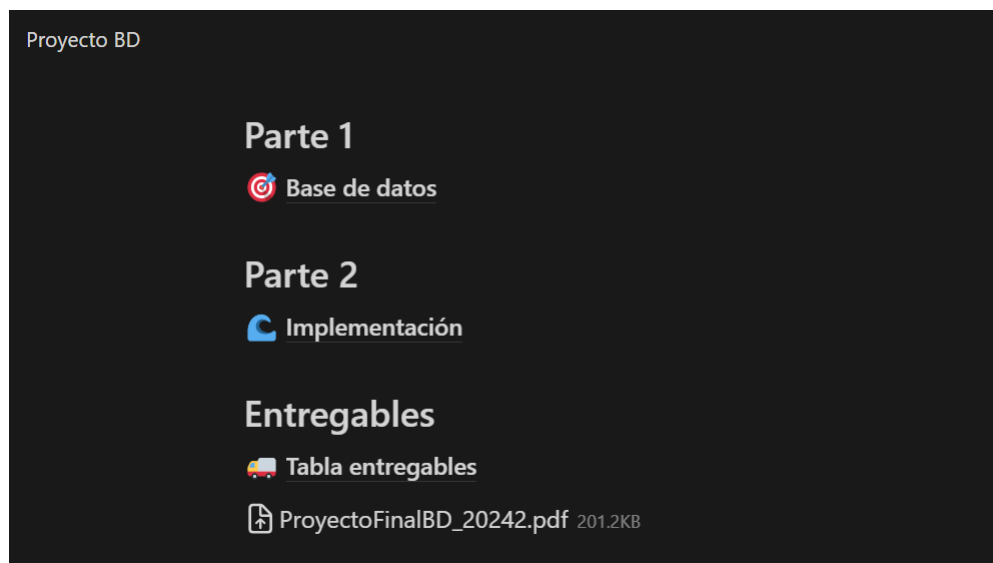 Proyecto BD
Parte 1
Base de datos
Parte 2
Implementación
Entregables
Tabla entregables
ProyectoFinalBD_20242.pdf 201.2KB